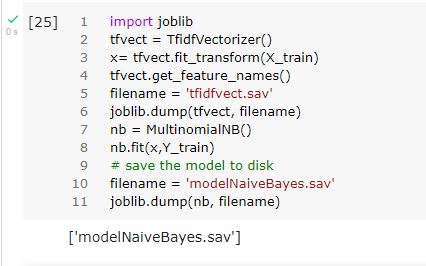 [25] 1 import joblib
0s 2 tfvect = TfidfVectorizer()
3 x= tfvect.fit_transform(X_train)
4 tfvect.get_feature_names()
5 filename = 'tfidfvect.sav'
6 joblib.dump(tfvect, filename)
7 nb = MultinomialNB()
8 nb.fit(x,Y_train)
9 # save the model to disk
10 filename = 'modelNaiveBayes.sav'
11 joblib.dump(nb, filename)
['modelNaiveBayes.sav']